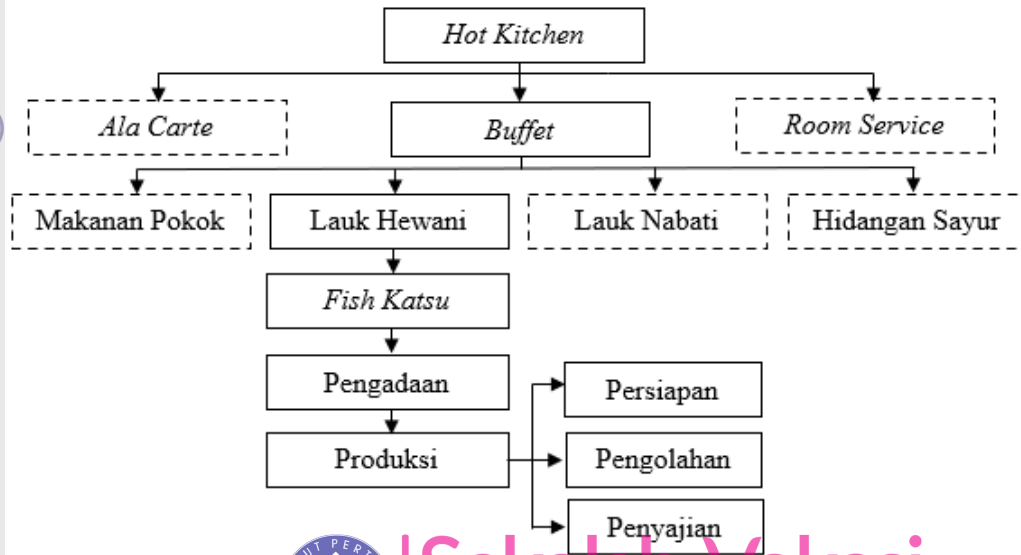 Hot Kitchen
Ala Carte
Buffet
Room Service
Makanan Pokok
Lauk Hewani
Lauk Nabati
Hidangan Sayur
Fish Katsu
Pengadaan
Persiapan
Produksi
Pengolahan
Penyajian